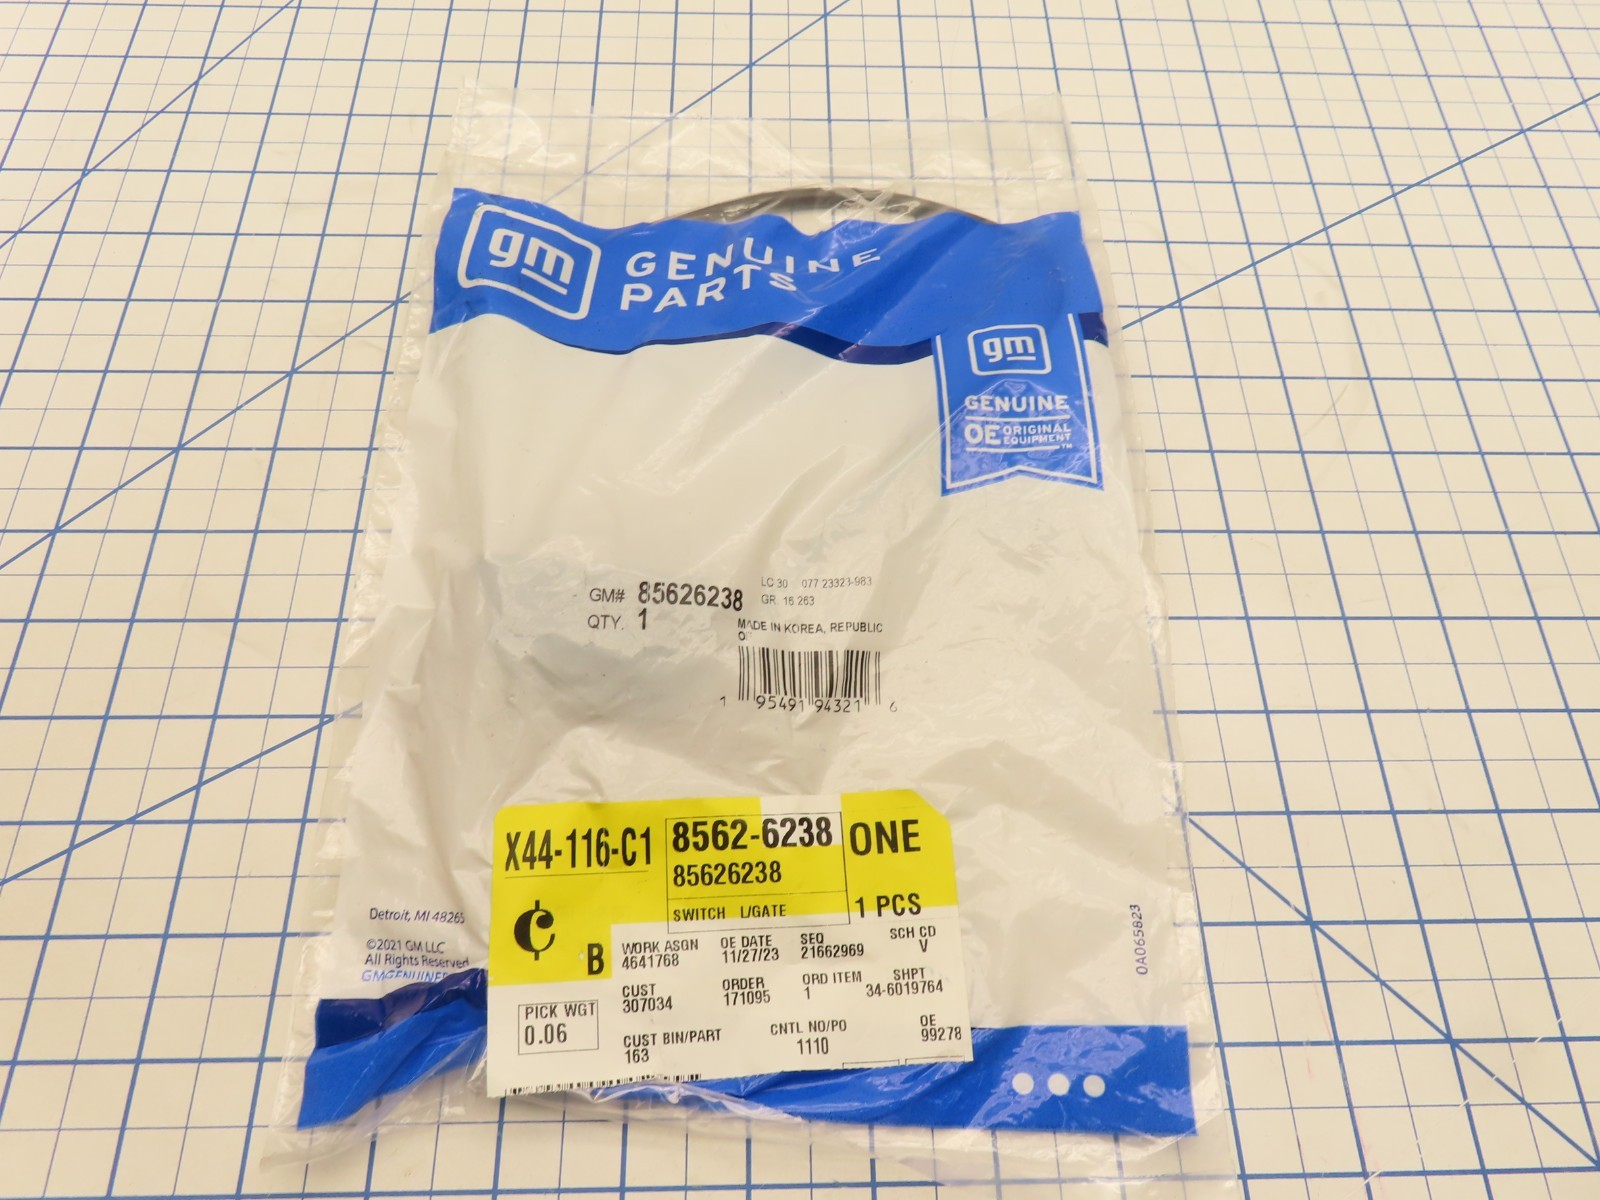 gm GENUINE
PARTS
gm
GENUINE
OE ORIGINAL
EQUIPMENT™
GM# 85626238
QTY. 1
LC 30 077 23323-983
GR. 16 263
MADE IN KOREA, REPUBLIC
1 95491 94321 6
X44-116-C1
8562-6238
ONE
85626238
SWITCH L/GATE
1 PCS
¢
B
WORK ASGN
4641768
OE DATE
11/27/23
SEQ
21662969
SCH CD
V
CUST
307034
ORDER
171095
ORD ITEM
1
SHPT
34-6019764
PICK WGT
0.06
CUST BIN/PART
163
CNTL NO/PO
1110
OE
99278
Detroit, MI 48265
©2021 GM LLC
All Rights Reserved
0A065823